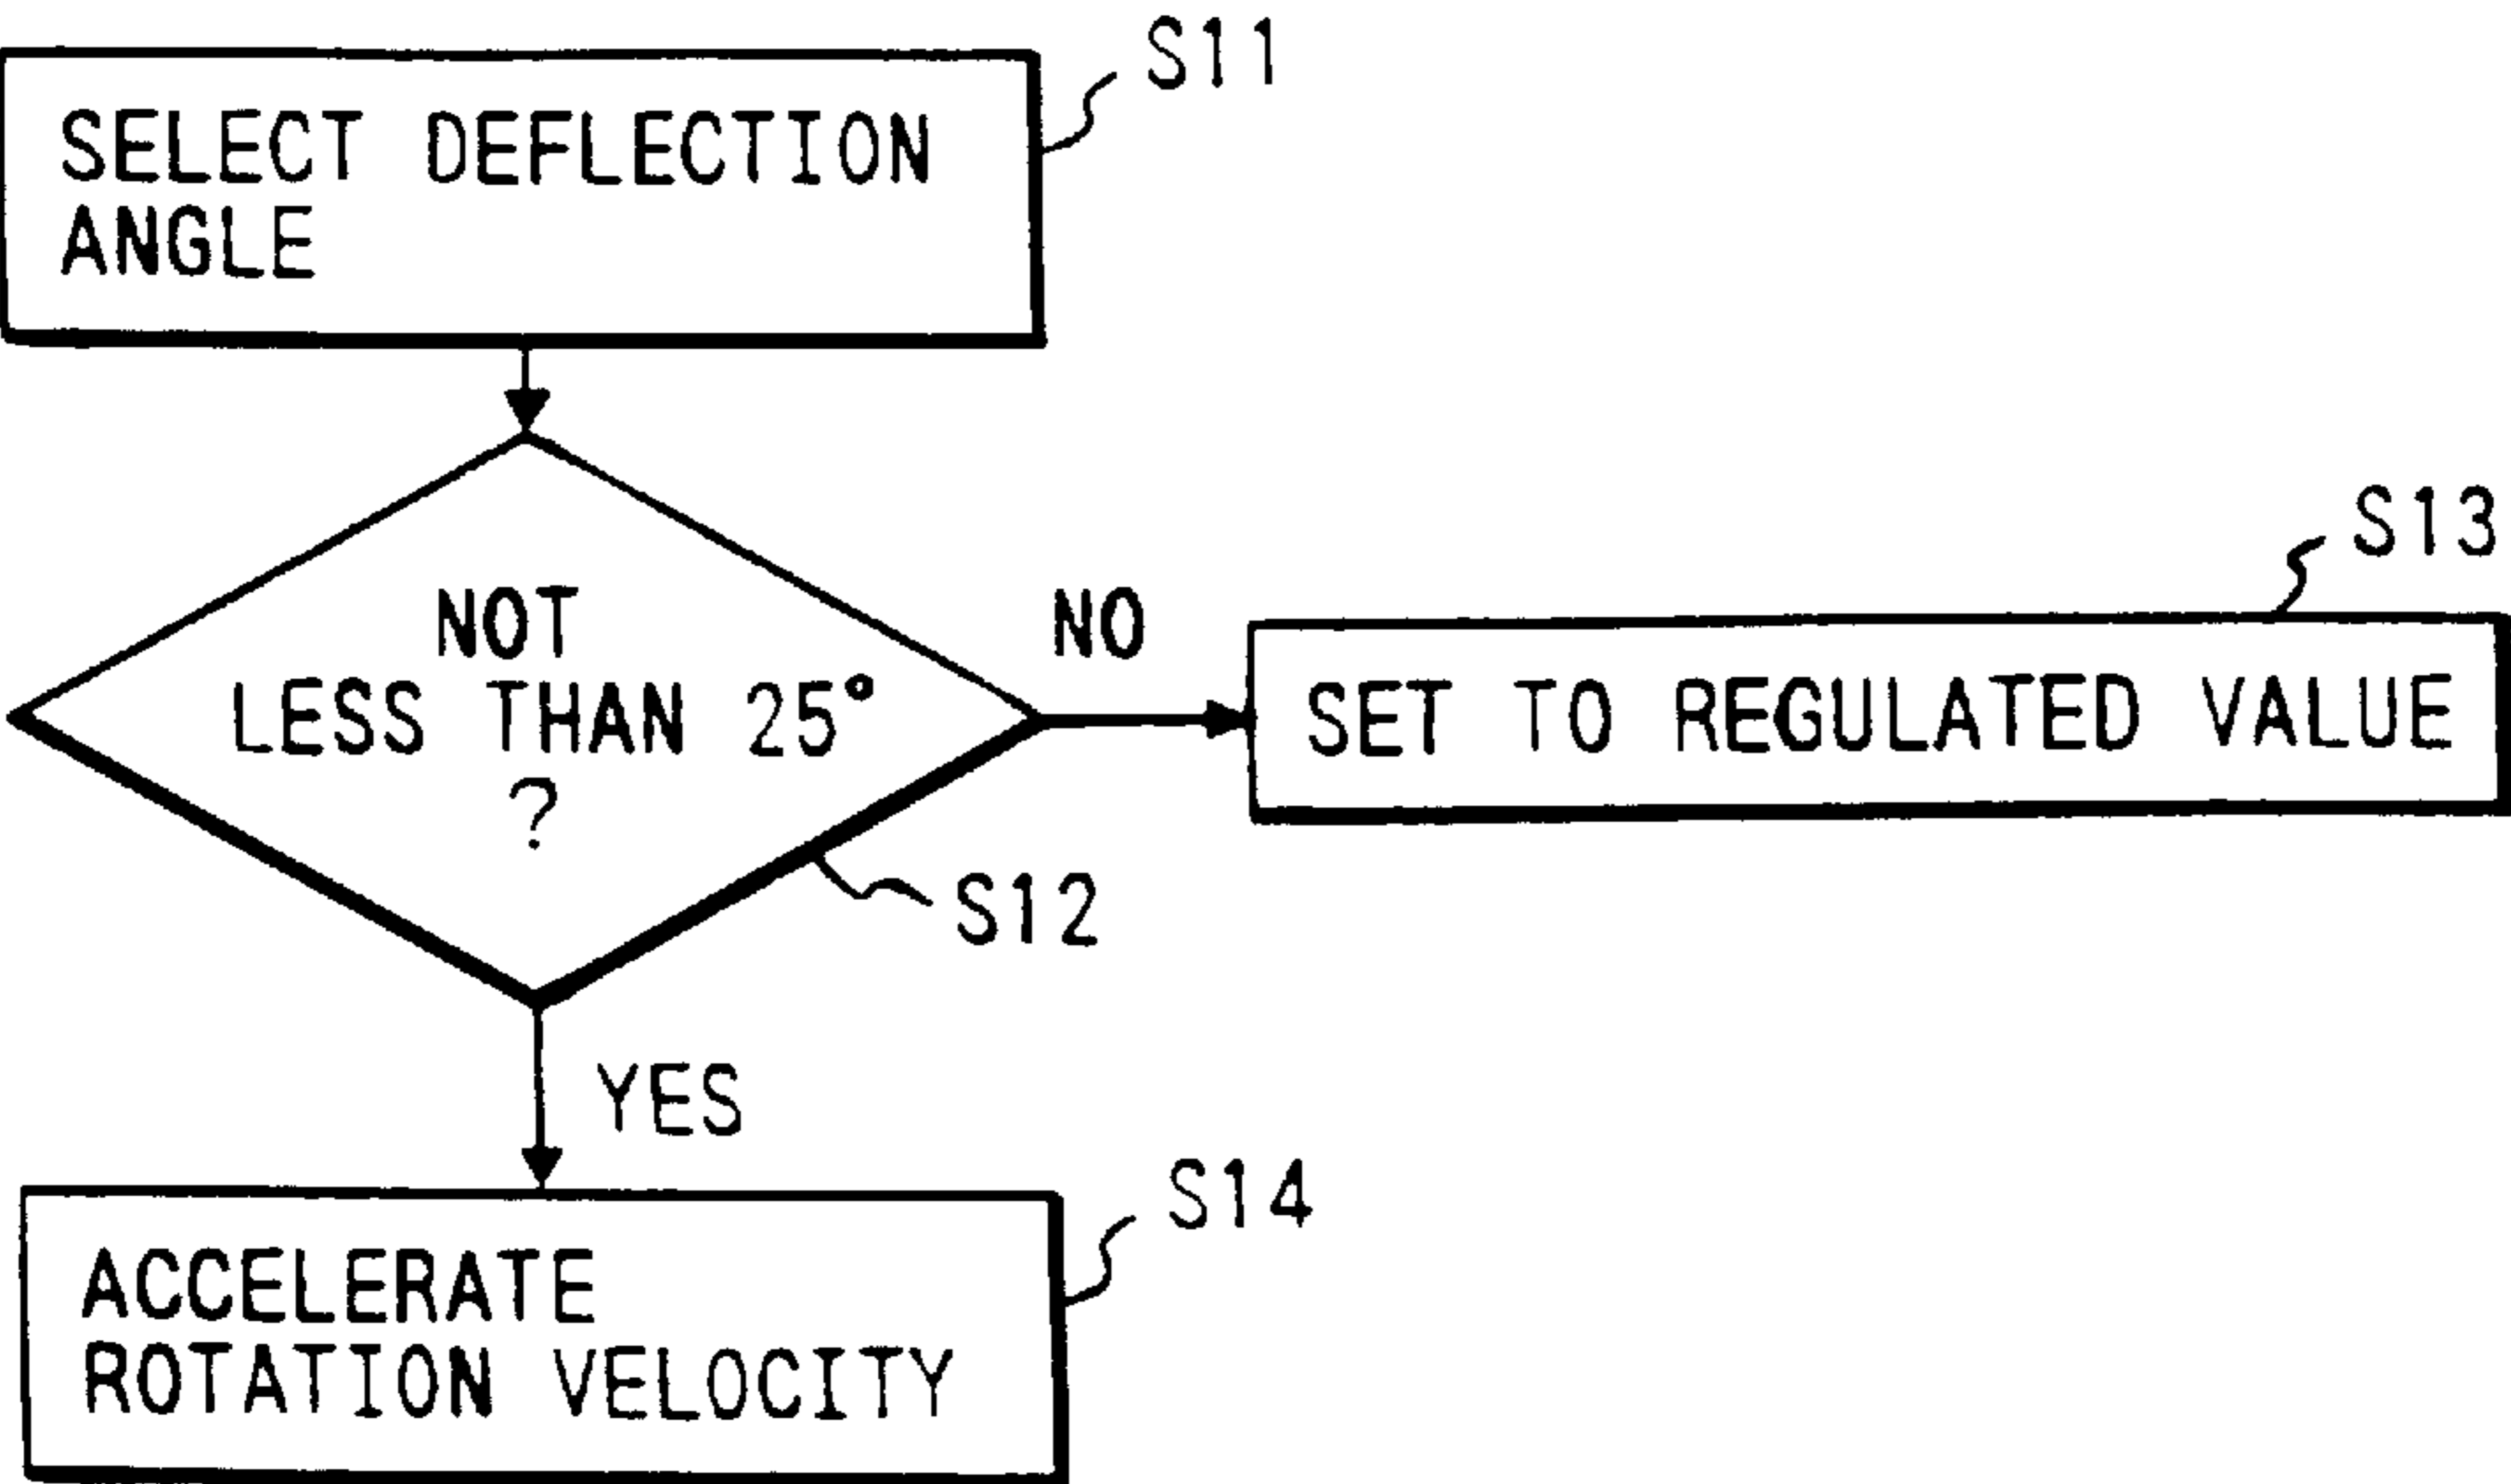 S11
SELECT DEFLECTION
ANGLE
NOT
LESS THAN 25°
?
NO
S13
SET TO REGULATED VALUE
S12
YES
S14
ACCELERATE
ROTATION VELOCITY